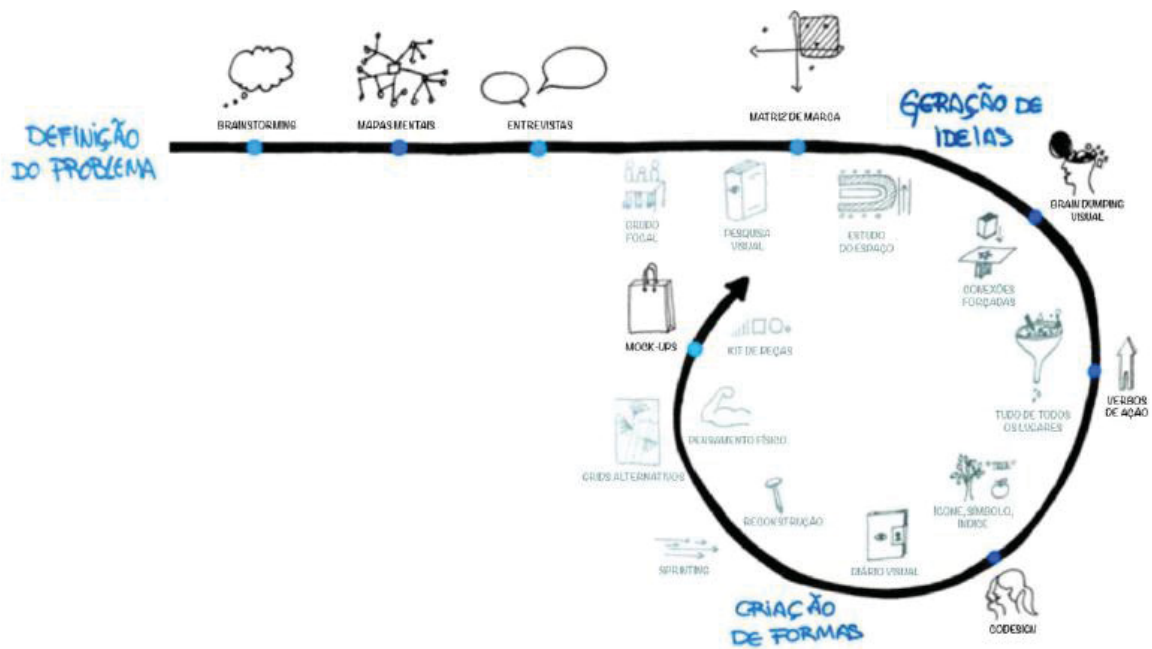 DEFINIÇÃO
DO PROBLEMA
BRAINSTORMING
MAPAS MENTAIS
ENTREVISTAS
MATRIZ DE MARCA
GERAÇÃO DE
IDEIAS
BRAIN DUMPING
VISUAL
GRUPO
FOCAL
PESQUISA
VISUAL
ESTUDO
DO ESPAÇO
CONEXÕES
FORÇADAS
MOCK-UPS
KIT DE PEÇAS
VERBOS
DE AÇÃO
TUDO DE TODOS
OS LUGARES
PENSAMENTO FÍSICO
GRIDS ALTERNATIVOS
ÍCONE, SÍMBOLO,
ÍNDICE
RECONSTRUÇÃO
SPRINTING
DIÁRIO VISUAL
CRIAÇÃO
DE FORMAS
CODESIGN